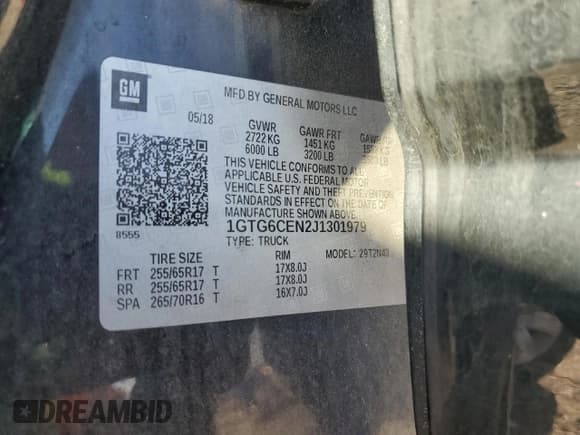 GM
MFD BY GENERAL MOTORS LLC
05/18
GVWR GAWR FRT
2722 KG 1451 KG
6000 LB 3200 LB
THIS VEHICLE CONFORMS TO ALL
APPLICABLE U.S. FEDERAL MOTOR
VEHICLE SAFETY AND THEFT PREVENTION
STANDARDS IN EFFECT ON THE DATE OF
MANUFACTURE SHOWN ABOVE.
8555
1GTG6CEN2J1301979
TYPE: TRUCK MODEL:
TIRE SIZE RIM
FRT 255/65R17 T 17X8.0J
RR 255/65R17 T 17X8.0J
SPA 265/70R16 T 16X7.0J
DREAMBID